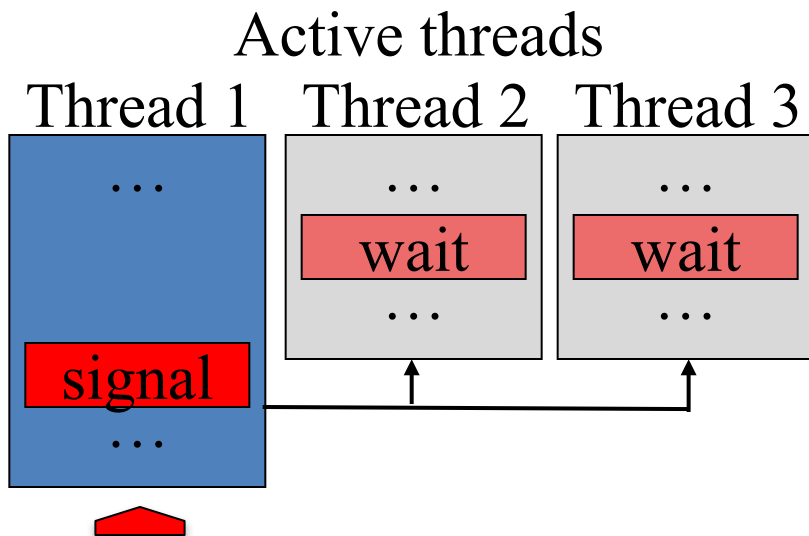 Active threads
Thread 1 Thread 2 Thread 3
... ... ...
wait wait
... ...
signal
...